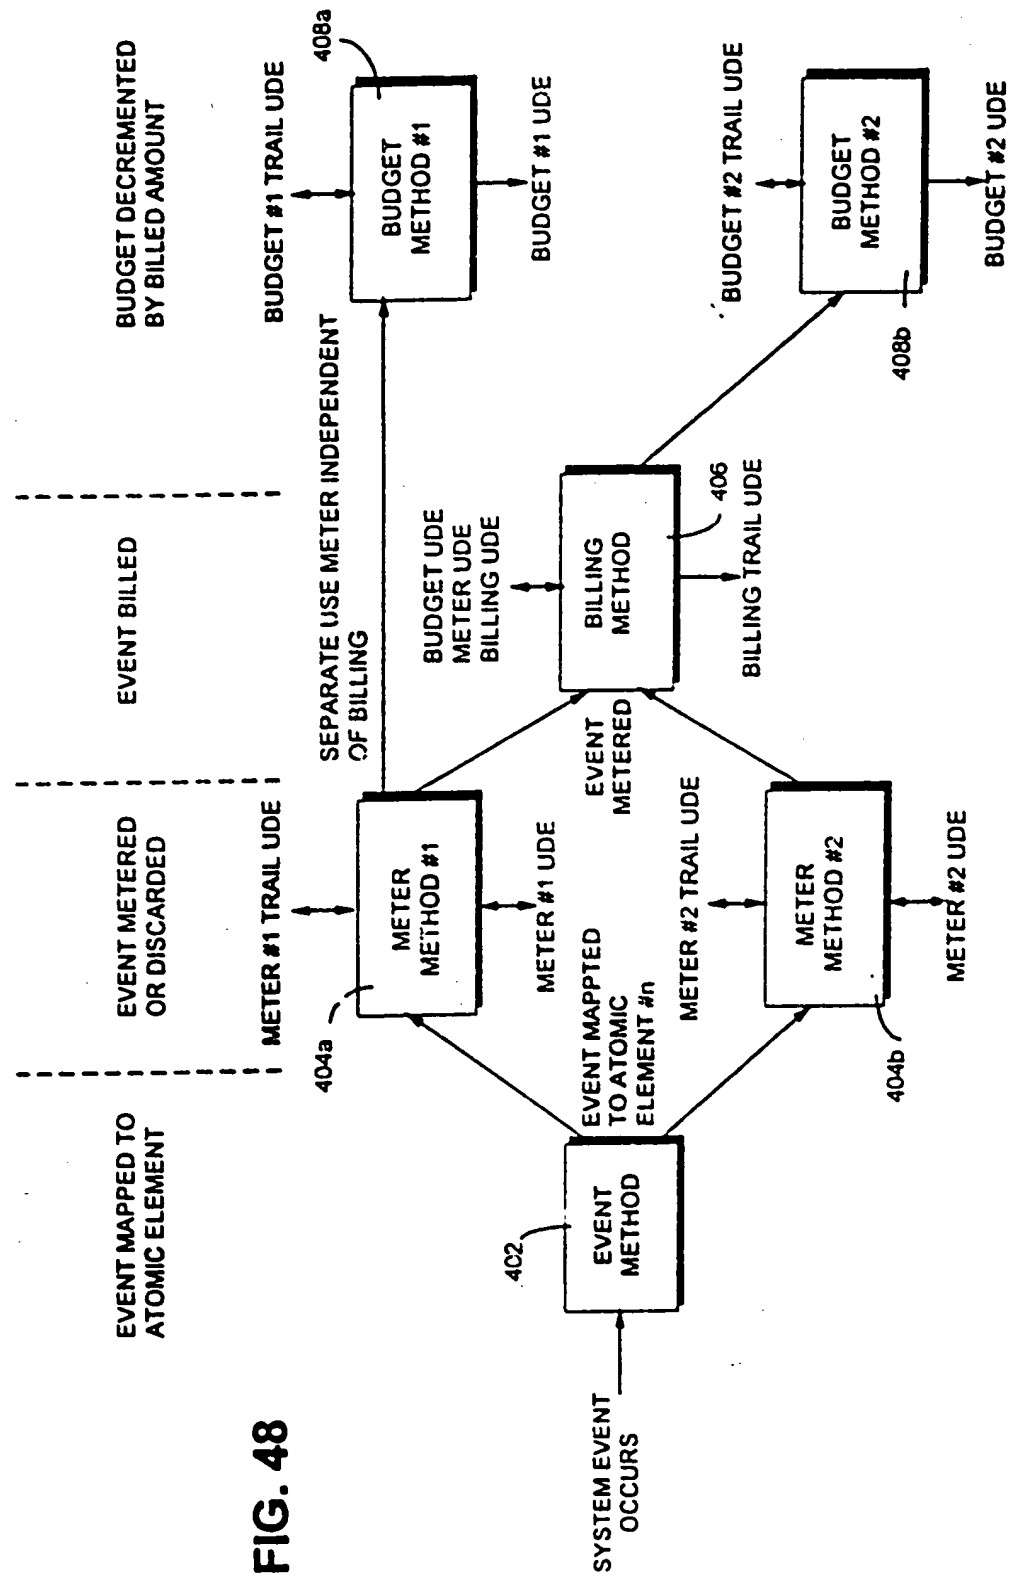 FIG. 48
EVENT MAPPED TO
ATOMIC ELEMENT
EVENT METERED
OR DISCARDED
EVENT BILLED
BUDGET DECREMENTED
BY BILLED AMOUNT
SYSTEM EVENT
OCCURS
402
EVENT
METHOD
EVENT MAPPTED
TO ATOMIC
ELEMENT #n
METER #1 TRAIL UDE
404a
METER
METHOD #1
METER #1 UDE
METER #2 TRAIL UDE
METER
METHOD #2
404b
METER #2 UDE
SEPARATE USE METER INDEPENDENT
OF BILLING
EVENT
METERED
BUDGET UDE
METER UDE
BILLING UDE
BILLING
METHOD
406
BILLING TRAIL UDE
BUDGET #1 TRAIL UDE
408a
BUDGET
METHOD #1
BUDGET #1 UDE
BUDGET #2 TRAIL UDE
BUDGET
METHOD #2
408b
BUDGET #2 UDE